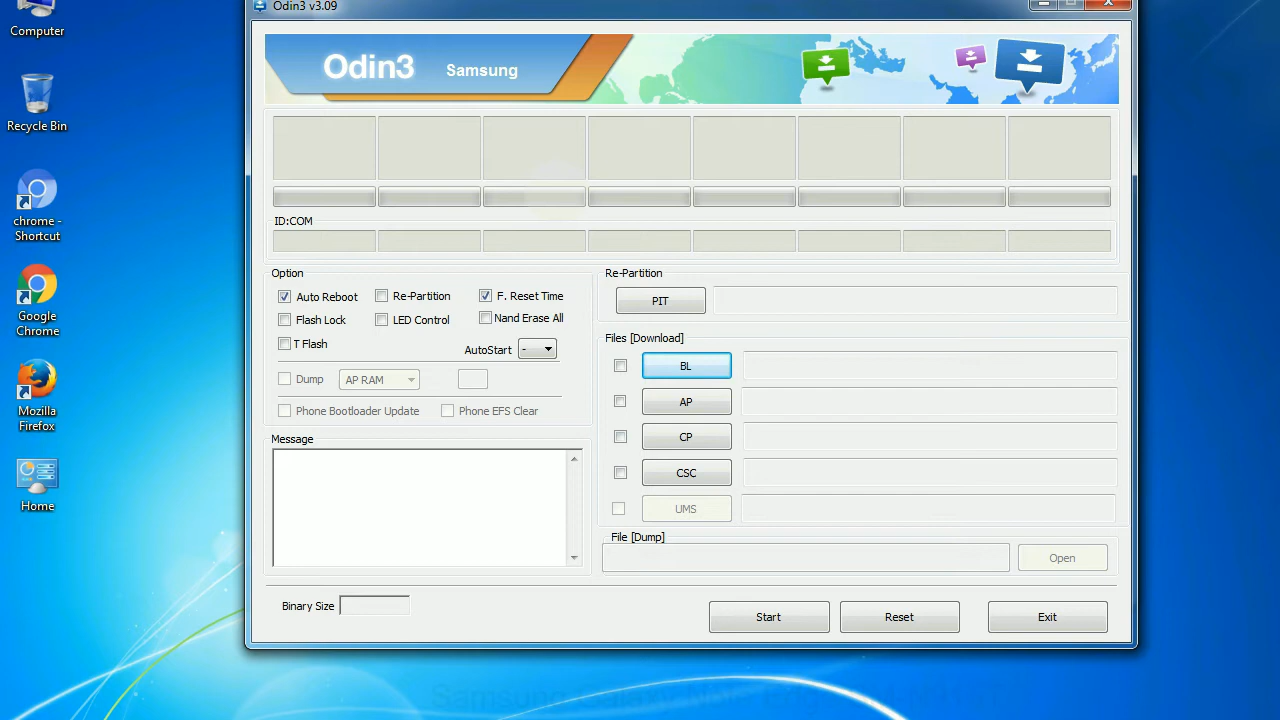 Computer
Recycle Bin
chrome -
Shortcut
Google
Chrome
Mozilla
Firefox
Home
Odin3 v3.09
Odin3 Samsung
ID:COM
Option
Auto Reboot
Re-Partition
F. Reset Time
Flash Lock
LED Control
Nand Erase All
T Flash
AutoStart -
Dump
AP RAM
Phone Bootloader Update
Phone EFS Clear
Message
Re-Partition
PIT
Files [Download]
BL
AP
CP
CSC
UMS
File [Dump]
Open
Binary Size
Start
Reset
Exit
Samsung Galaxy